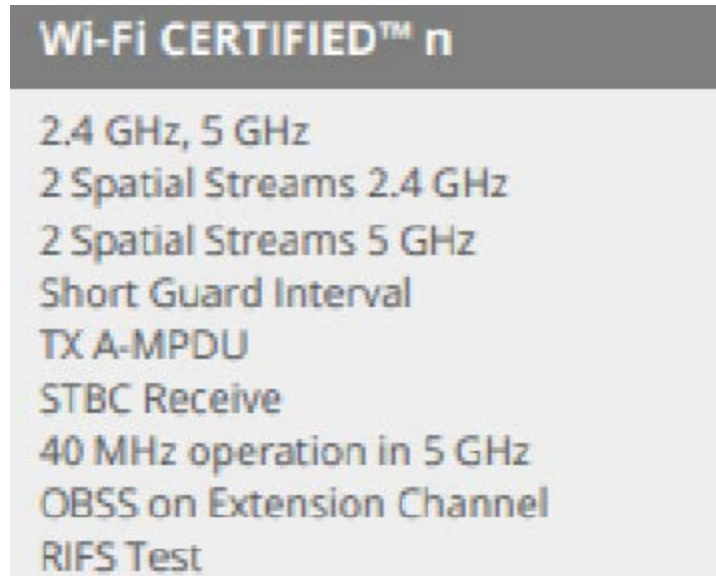 Wi-Fi CERTIFIED™ n
2.4 GHz, 5 GHz
2 Spatial Streams 2.4 GHz
2 Spatial Streams 5 GHz
Short Guard Interval
TX A-MPDU
STBC Receive
40 MHz operation in 5 GHz
OBSS on Extension Channel
RIFS Test